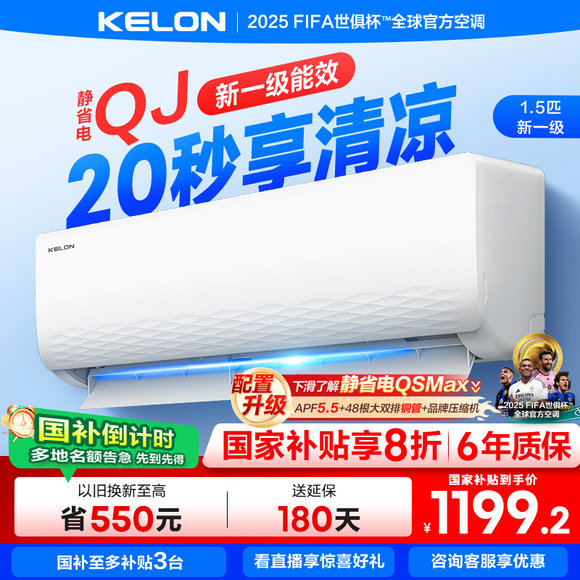 KELON 2025 FIFA世俱杯™全球官方空调
静省电 QJ 新一级能效
20秒享清凉
1.5匹
新一级
KELON
配置升级
下滑了解静省电QSMax
APF5.5+48根大双排铜管+品牌压缩机
2025 FIFA世俱杯™
全球官方空调
国补倒计时
多地名额告急 先到先得
国家补贴享8折 6年质保
以旧换新至高
省550元
送延保
180天
国家补贴到手价
¥1199.2
国补至多补贴3台
看直播享惊喜好礼
咨询客服享优惠